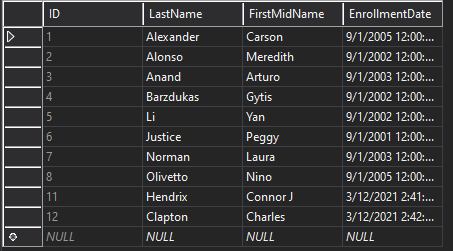 ID LastName FirstMidName EnrollmentDate
1 Alexander Carson 9/1/2005 12:00:...
2 Alonso Meredith 9/1/2002 12:00:...
3 Anand Arturo 9/1/2003 12:00:...
4 Barzdukas Gytis 9/1/2002 12:00:...
5 Li Yan 9/1/2002 12:00:...
6 Justice Peggy 9/1/2001 12:00:...
7 Norman Laura 9/1/2003 12:00:...
8 Olivetto Nino 9/1/2005 12:00:...
11 Hendrix Connor J 3/12/2021 2:41:...
12 Clapton Charles 3/12/2021 2:42:...
NULL NULL NULL NULL